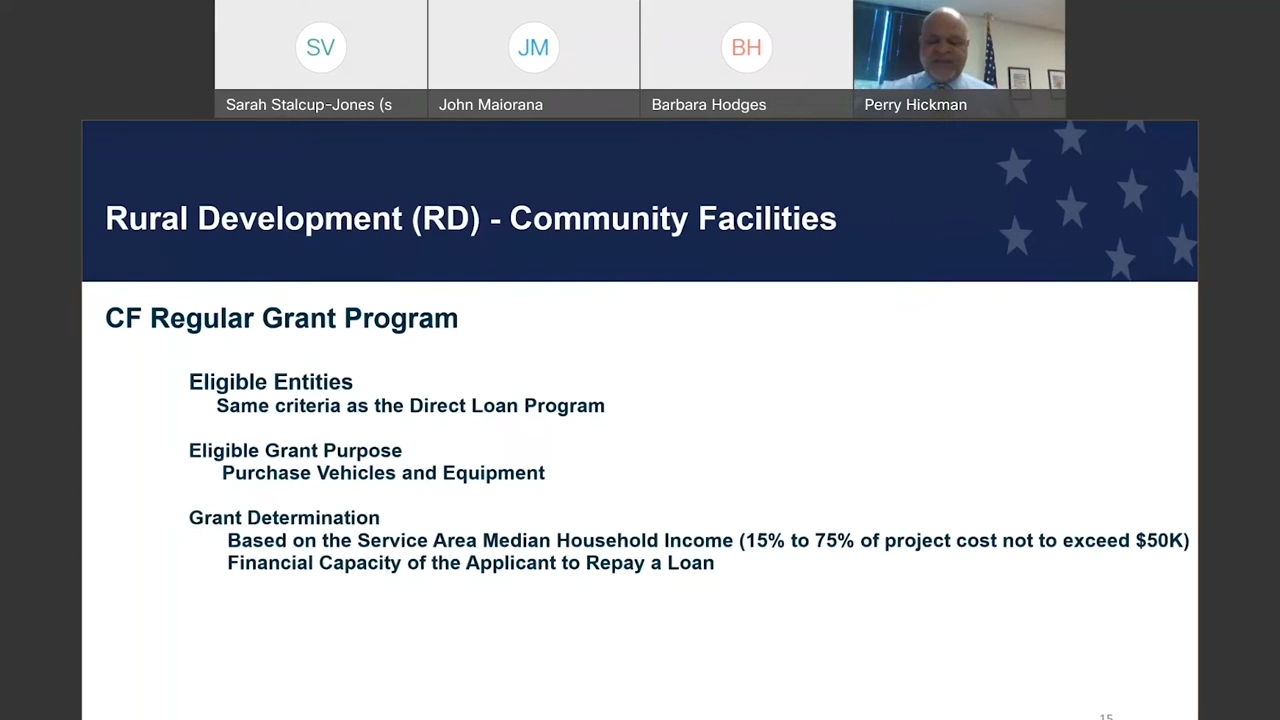 SV
JM
BH
Sarah Stalcup-Jones (s
John Maiorana
Barbara Hodges
Perry Hickman
Rural Development (RD) - Community Facilities
CF Regular Grant Program
Eligible Entities
Same criteria as the Direct Loan Program
Eligible Grant Purpose
Purchase Vehicles and Equipment
Grant Determination
Based on the Service Area Median Household Income (15% to 75% of project cost not to exceed $50K)
Financial Capacity of the Applicant to Repay a Loan
15